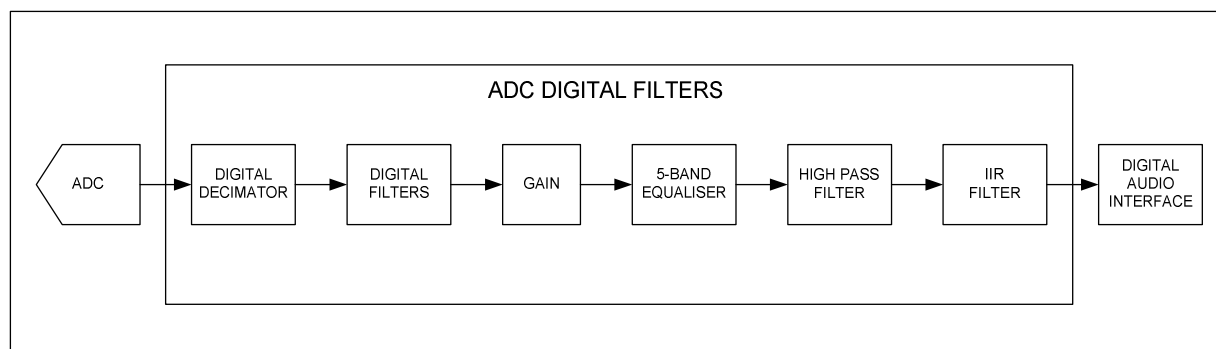 ADC DIGITAL FILTERS
ADC
DIGITAL
DECIMATOR
DIGITAL
FILTERS
GAIN
5-BAND
EQUALISER
HIGH PASS
FILTER
IIR
FILTER
DIGITAL
AUDIO
INTERFACE